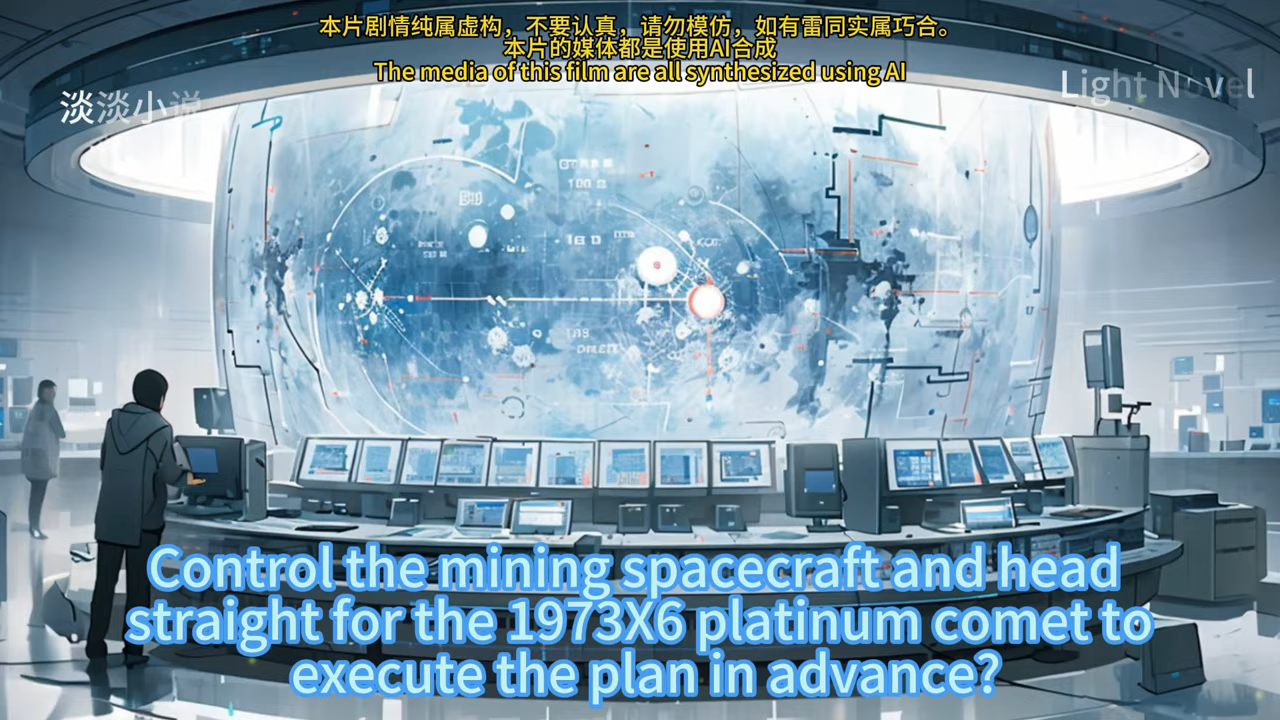 本片剧情纯属虚构，不要认真，请勿模仿，如有雷同实属巧合。
本片的媒体都是使用AI合成
The media of this film are all synthesized using AI
淡淡小说
Light Novel
Control the mining spacecraft and head
straight for the 1973X6 platinum comet to
execute the plan in advance?